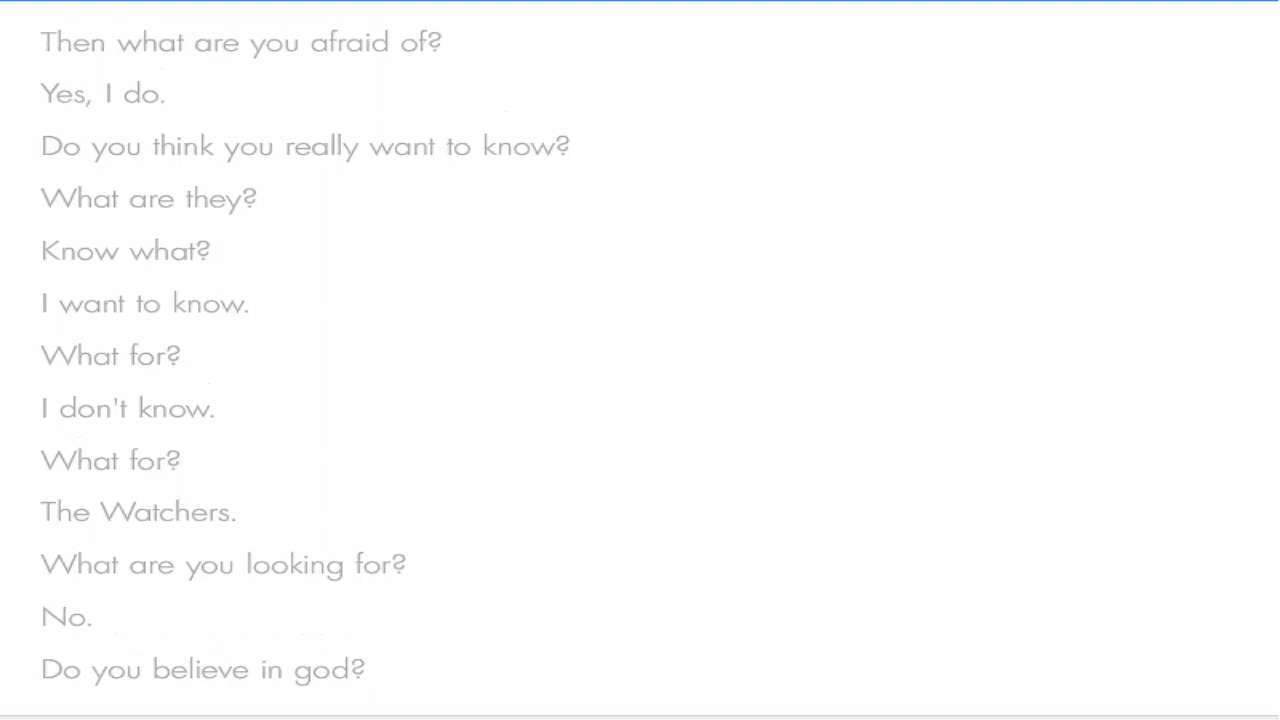 Then what are you afraid of?
Yes, I do.
Do you think you really want to know?
What are they?
Know what?
I want to know.
What for?
I don't know.
What for?
The Watchers.
What are you looking for?
No.
Do you believe in god?